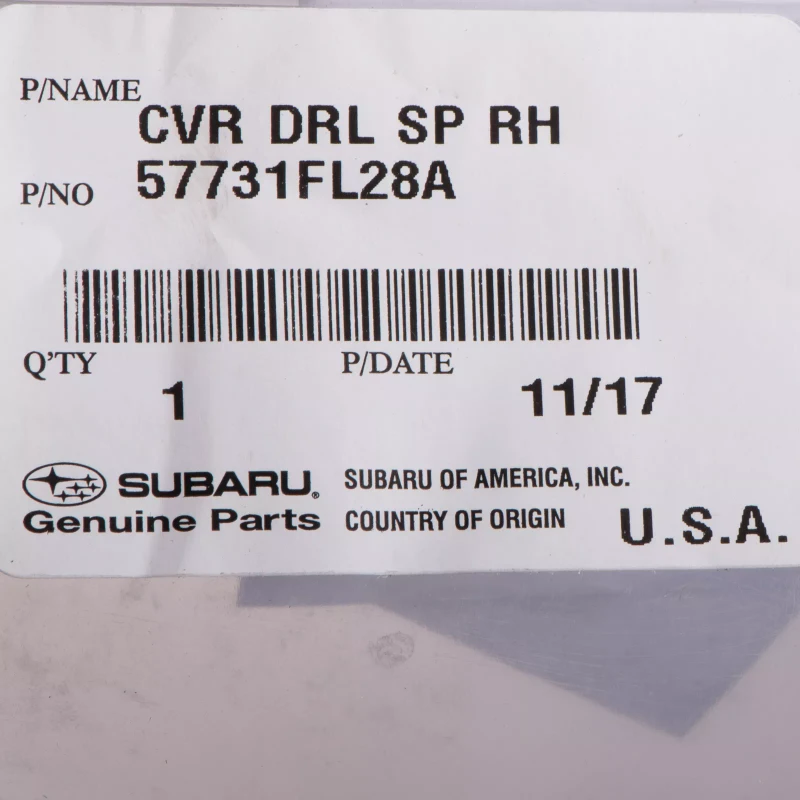 P/NAME
CVR DRL SP RH
P/NO 57731FL28A
Q'TY P/DATE
1 11/17
SUBARU® SUBARU OF AMERICA, INC.
Genuine Parts COUNTRY OF ORIGIN U.S.A.